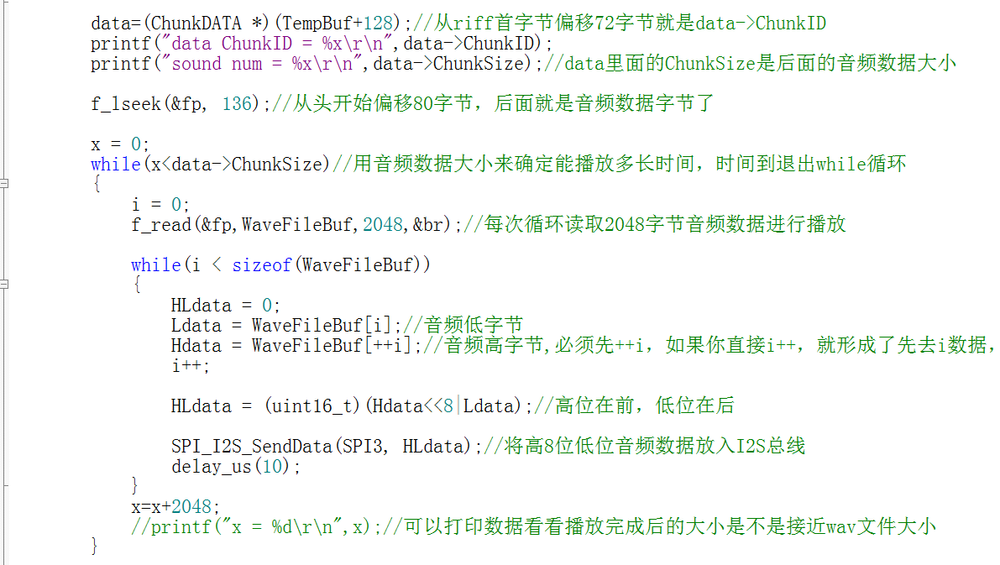 data=(ChunkDATA *)(TempBuf+128);//从riff首字节偏移72字节就是data->ChunkID
printf("data ChunkID = %x\r\n",data->ChunkID);
printf("sound num = %x\r\n",data->ChunkSize);//data里面的ChunkSize是后面的音频数据大小
f_lseek(&fp, 136);//从头开始偏移80字节，后面就是音频数据字节了
x = 0;
while(x<data->ChunkSize)//用音频数据大小来确定能播放多长时间，时间到退出while循环
{
i = 0;
f_read(&fp,WaveFileBuf,2048,&br);//每次循环读取2048字节音频数据进行播放
while(i < sizeof(WaveFileBuf))
{
HLdata = 0;
Ldata = WaveFileBuf[i];//音频低字节
Hdata = WaveFileBuf[++i];//音频高字节,必须先++i，如果你直接i++，就形成了先去i数据，
i++;
HLdata = (uint16_t)(Hdata<<8|Ldata);//高位在前，低位在后
SPI_I2S_SendData(SPI3, HLdata);//将高8位低位音频数据放入I2S总线
delay_us(10);
}
x=x+2048;
//printf("x = %d\r\n",x);//可以打印数据看看播放完成后的大小是不是接近wav文件大小
}